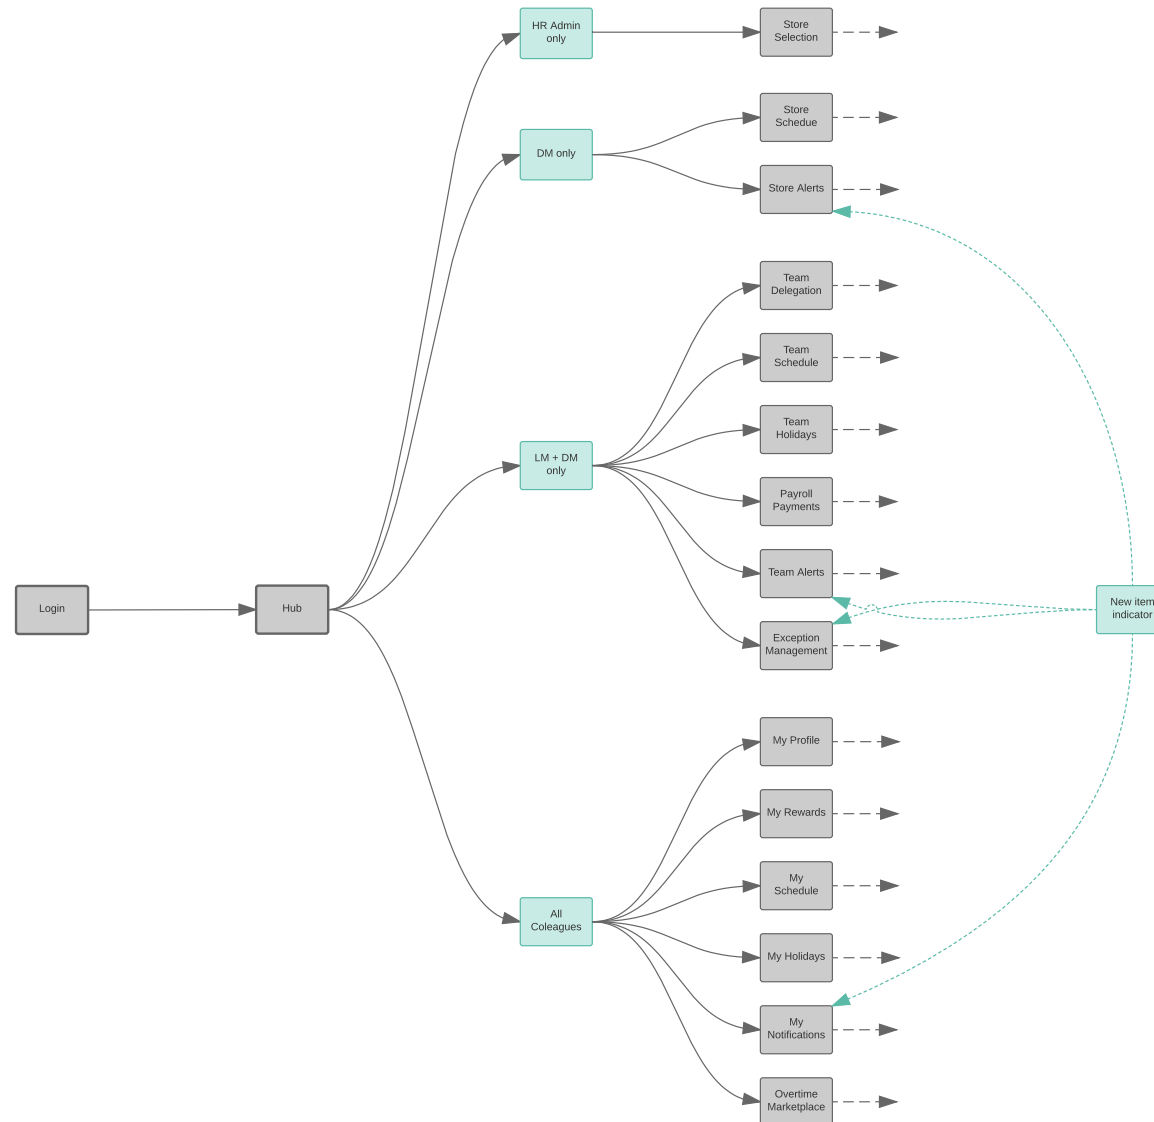 HR Admin
only
Store
Selection
DM only
Store
Schedue
Store Alerts
LM + DM
only
Team
Delegation
Team
Schedule
Team
Holidays
Payroll
Payments
Team Alerts
Exception
Management
Login
Hub
New item
indicator
All
Coleagues
My Profile
My Rewards
My
Schedule
My Holidays
My
Notifications
Overtime
Marketplace